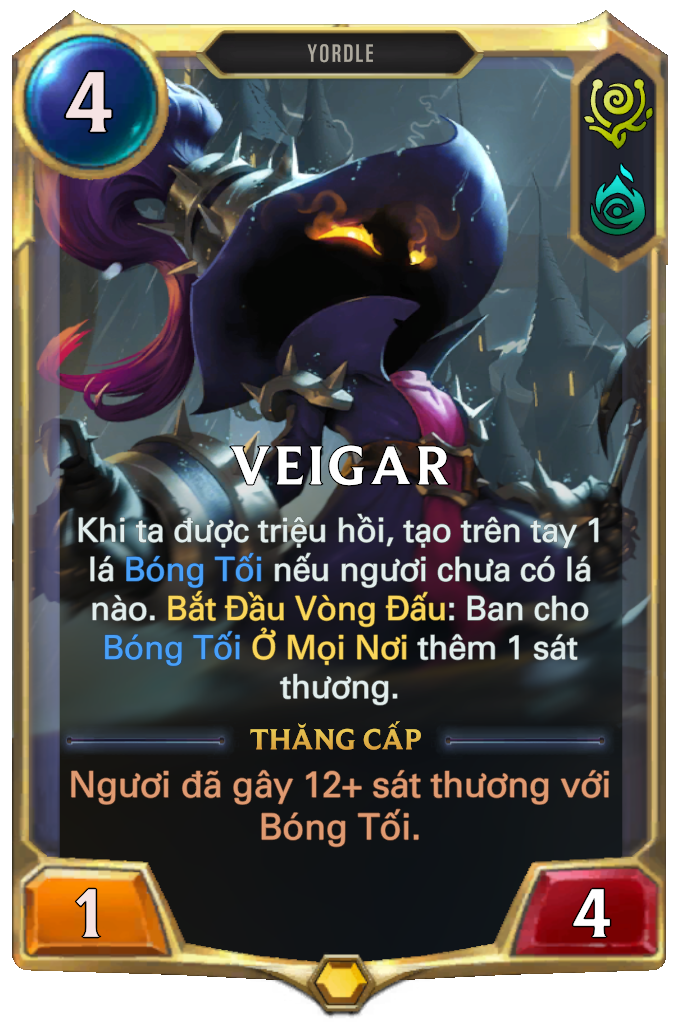 YORDLE
4
VEIGAR
Khi ta được triệu hồi, tạo trên tay 1
lá Bóng Tối nếu ngươi chưa có lá
nào. Bắt Đầu Vòng Đấu: Ban cho
Bóng Tối Ở Mọi Nơi thêm 1 sát
thương.
THĂNG CẤP
Ngươi đã gây 12+ sát thương với
Bóng Tối.
1
4